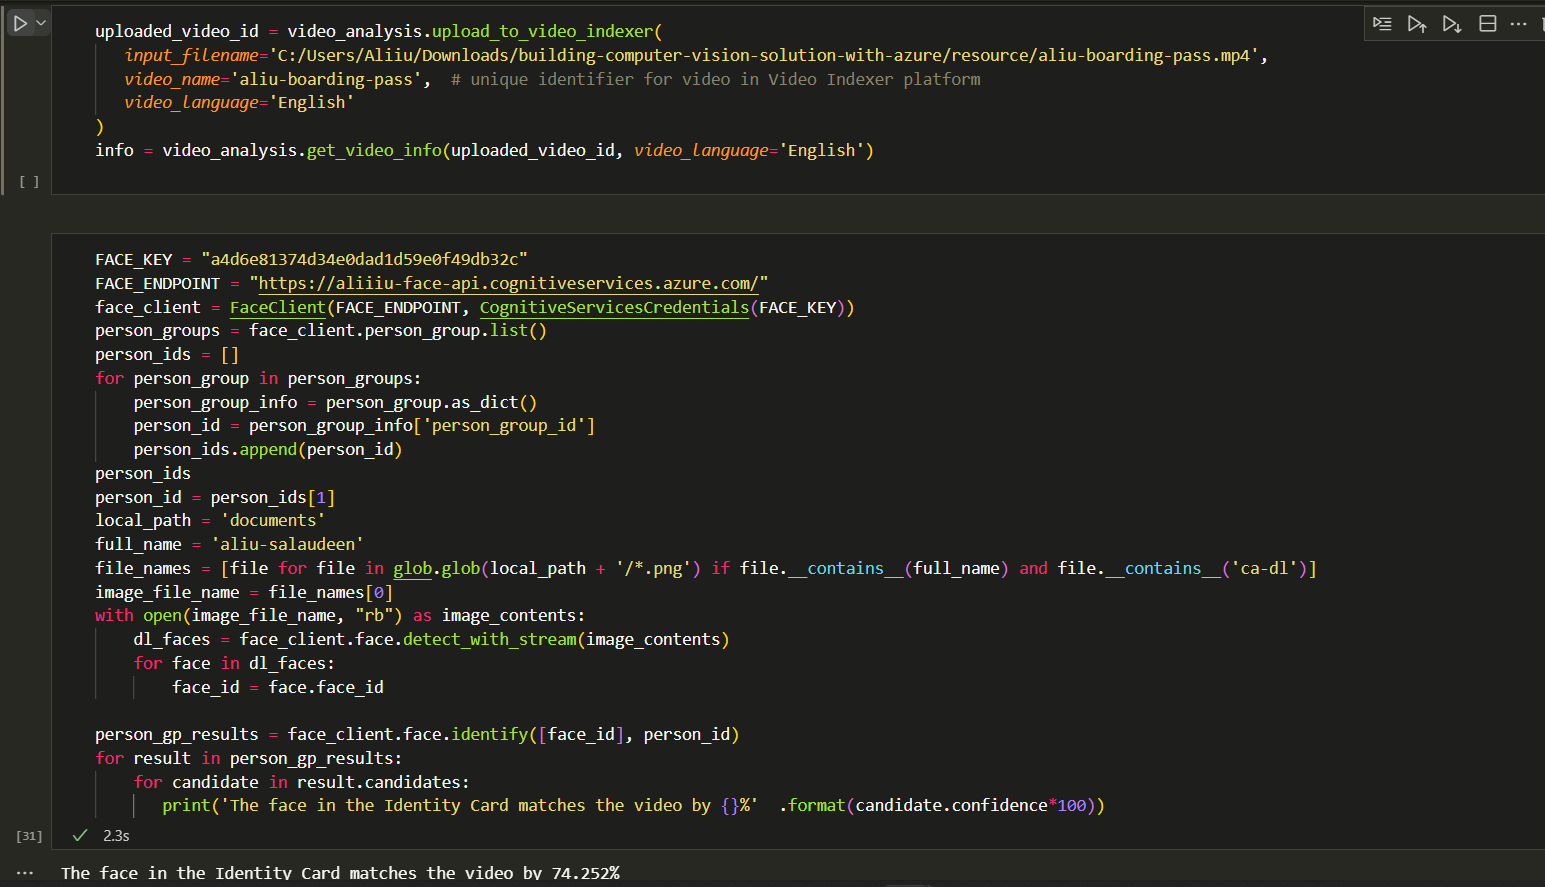 uploaded_video_id = video_analysis.upload_to_video_indexer(
input_filename='C:/Users/Aliiu/Downloads/building-computer-vision-solution-with-azure/resource/aliu-boarding-pass.mp4',
video_name='aliu-boarding-pass',  # unique identifier for video in Video Indexer platform
video_language='English'
)
info = video_analysis.get_video_info(uploaded_video_id, video_language='English')
[ ]
FACE_KEY = "a4d6e81374d34e0dad1d59e0f49db32c"
FACE_ENDPOINT = "https://aliiiu-face-api.cognitiveservices.azure.com/"
face_client = FaceClient(FACE_ENDPOINT, CognitiveServicesCredentials(FACE_KEY))
person_groups = face_client.person_group.list()
person_ids = []
for person_group in person_groups:
person_group_info = person_group.as_dict()
person_id = person_group_info['person_group_id']
person_ids.append(person_id)
person_ids
person_id = person_ids[1]
local_path = 'documents'
full_name = 'aliu-salaudeen'
file_names = [file for file in glob.glob(local_path + '/*.png') if file.__contains__(full_name) and file.__contains__('ca-dl')]
image_file_name = file_names[0]
with open(image_file_name, "rb") as image_contents:
dl_faces = face_client.face.detect_with_stream(image_contents)
for face in dl_faces:
face_id = face.face_id
person_gp_results = face_client.face.identify([face_id], person_id)
for result in person_gp_results:
for candidate in result.candidates:
print('The face in the Identity Card matches the video by {}%'  .format(candidate.confidence*100))
[31] 2.3s
... The face in the Identity Card matches the video by 74.252%